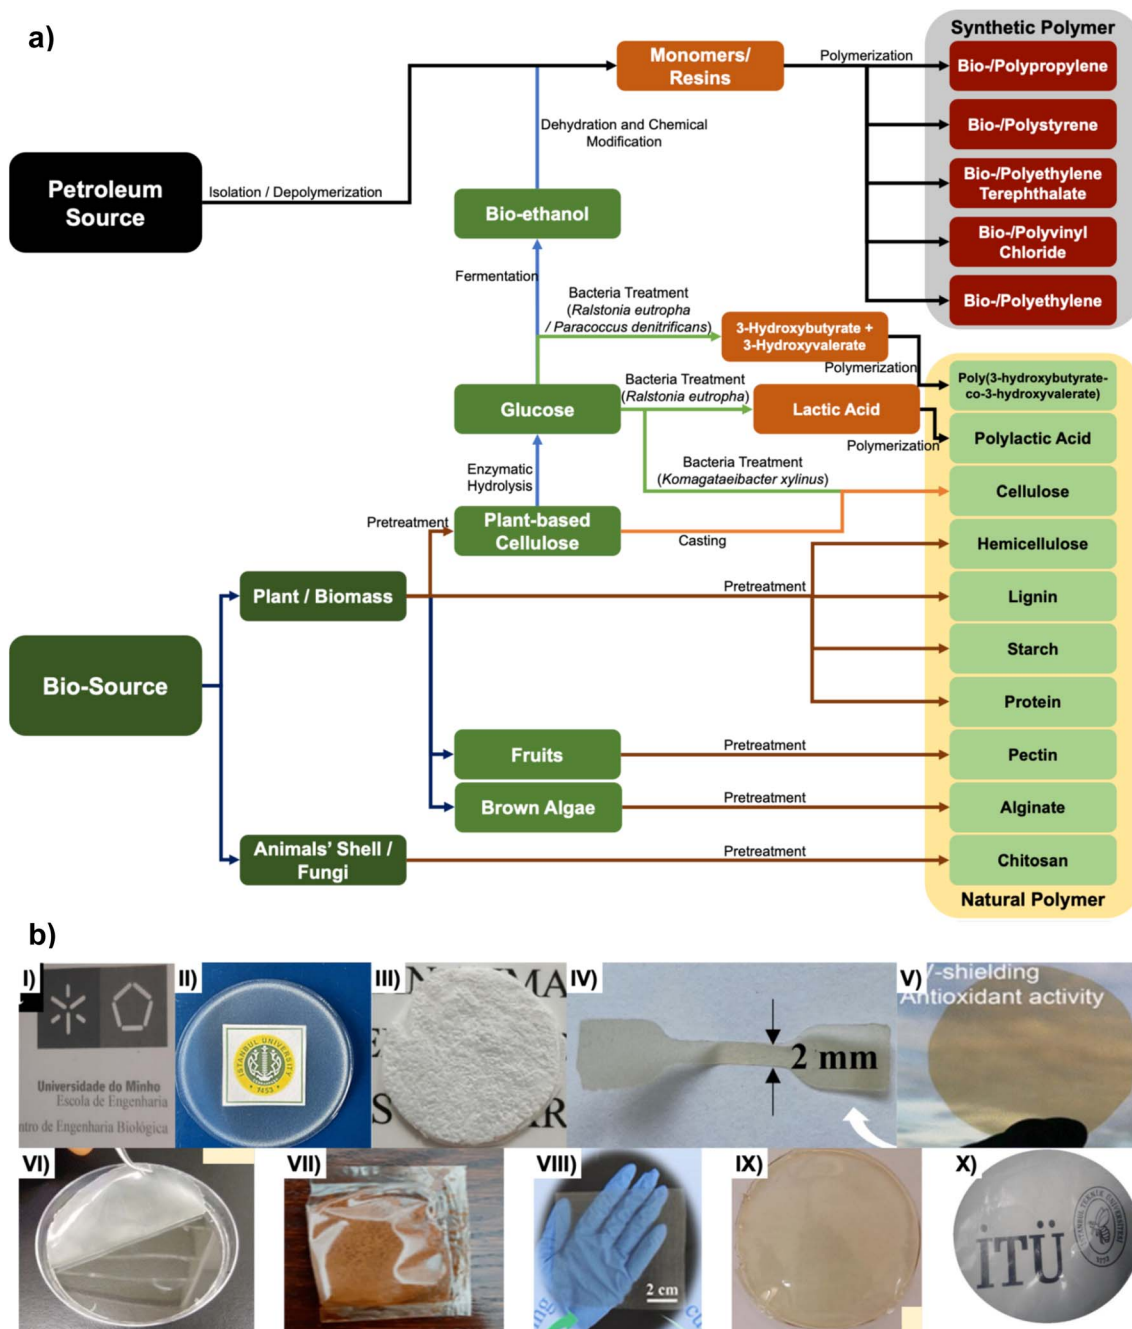 a)
Synthetic Polymer
Monomers/
Resins
Polymerization
Bio-/Polypropylene
Dehydration and Chemical
Modification
Bio-/Polystyrene
Petroleum
Source
Isolation / Depolymerization
Bio-/Polyethylene
Terephthalate
Bio-ethanol
Bio-/Polyvinyl
Chloride
Fermentation
Bio-/Polyethylene
Bacteria Treatment
(Ralstonia eutropha
/ Paracoccus denitrificans)
3-Hydroxybutyrate +
3-Hydroxyvalerate
Polymerization
Bacteria Treatment
(Ralstonia eutropha)
Poly(3-hydroxybutyrate-
co-3-hydroxyvalerate)
Glucose
Lactic Acid
Polymerization
Polylactic Acid
Enzymatic
Hydrolysis
Bacteria Treatment
(Komagataeibacter xylinus)
Cellulose
Pretreatment
Plant-based
Cellulose
Casting
Hemicellulose
Plant / Biomass
Pretreatment
Lignin
Starch
Bio-Source
Protein
Fruits
Pretreatment
Pectin
Brown Algae
Pretreatment
Alginate
Animals' Shell /
Fungi
Pretreatment
Chitosan
Natural Polymer
b)
I)
Universidade do Minho
Escola de Engenharia
ntro de Engenharia Biológica
II)
ISTANBUL UNIVERSITY
1453
III)
IV)
2 mm
V)
-shielding
Antioxidant activity
VI)
VII)
VIII)
2 cm
IX)
X)
İTÜ